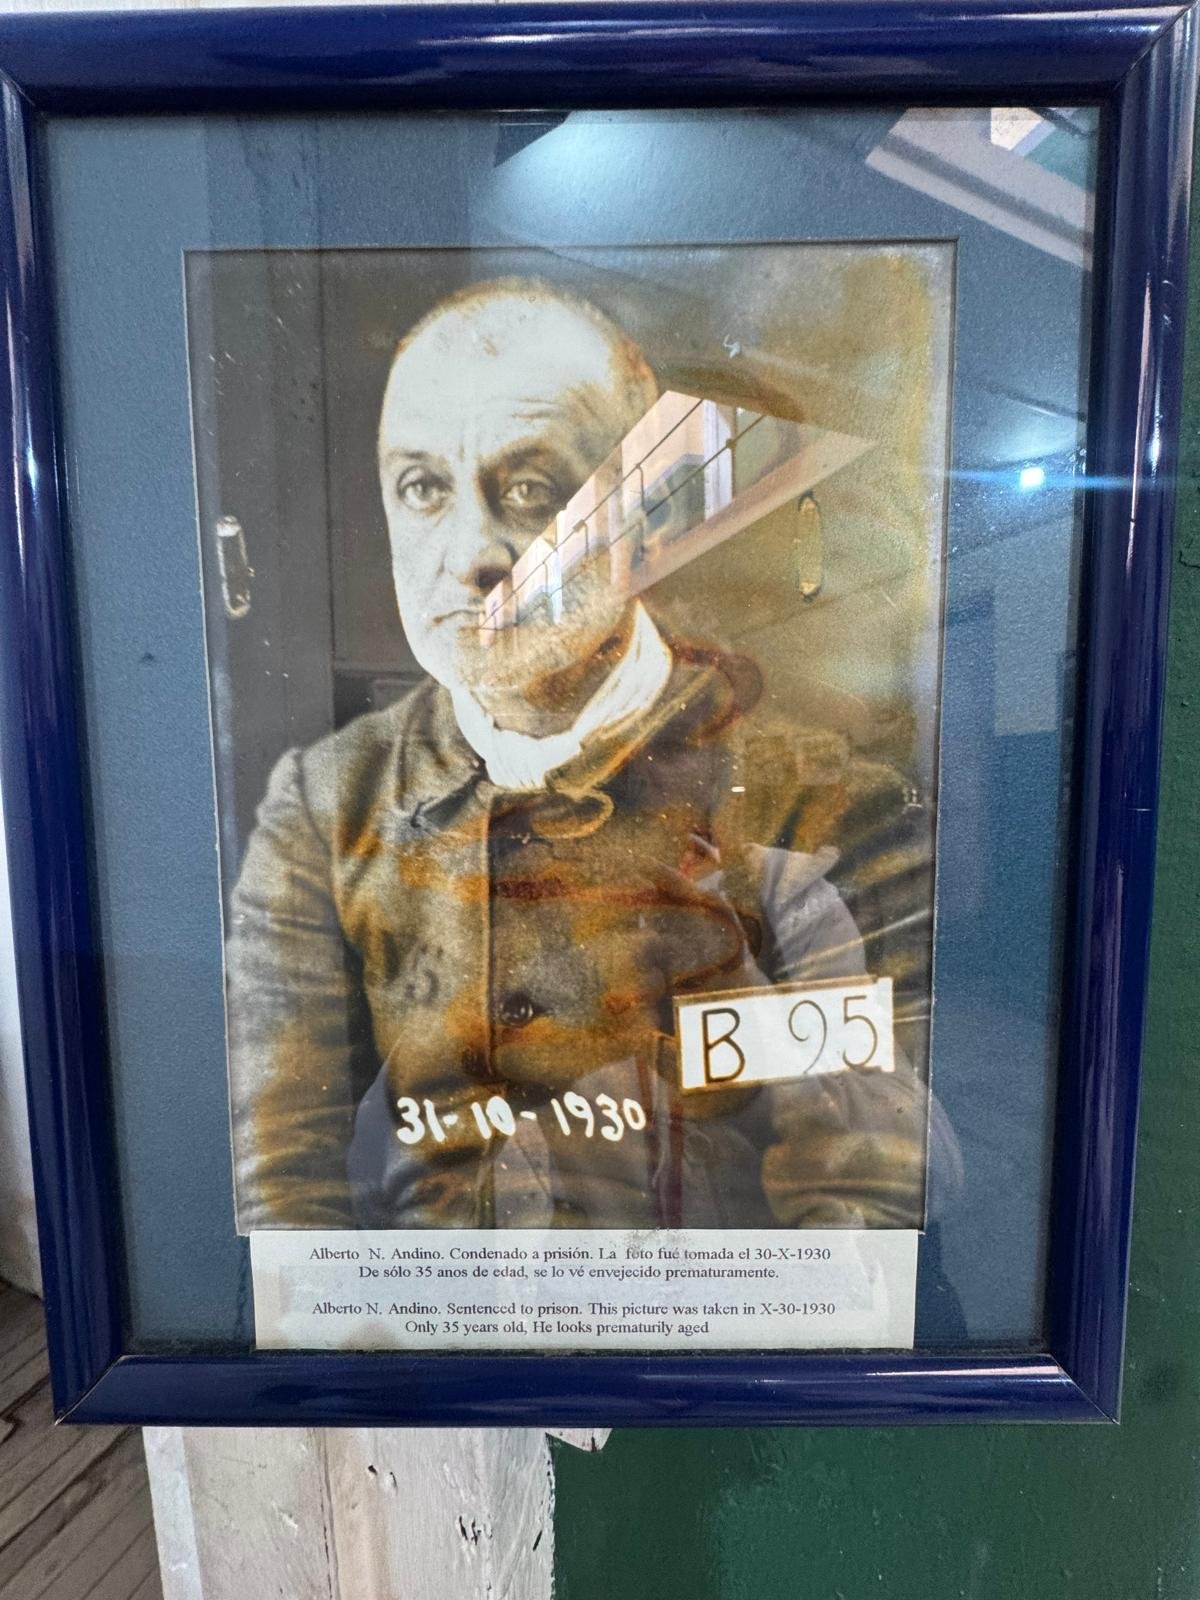 B 95
31-10-1930
Alberto N. Andino. Condenado a prisión. La foto fué tomada el 30-X-1930
De sólo 35 anos de edad, se lo vé envejecido prematuramente.
Alberto N. Andino. Sentenced to prison. This picture was taken in X-30-1930
Only 35 years old, He looks prematurily aged